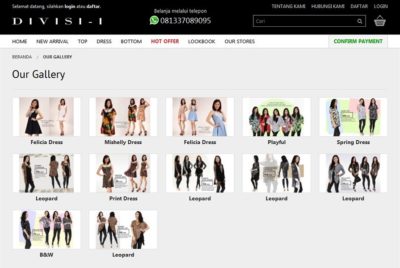 Selamat datang, silahkan login atau daftar.
TENTANG KAMI HUBUNGI KAMI DAFTAR LOGIN
DIVISI-I
Belanja melalui telepon
081337089095
Cari
HOME NEW ARRIVAL TOP DRESS BOTTOM HOT OFFER LOOKBOOK OUR STORES CONFIRM PAYMENT
BERANDA / OUR GALLERY
Our Gallery
Felicia Dress Mishelly Dress Felicia Dress Playful Spring Dress
Leopard Print Dress Leopard Leopard Leopard
B&W Leopard